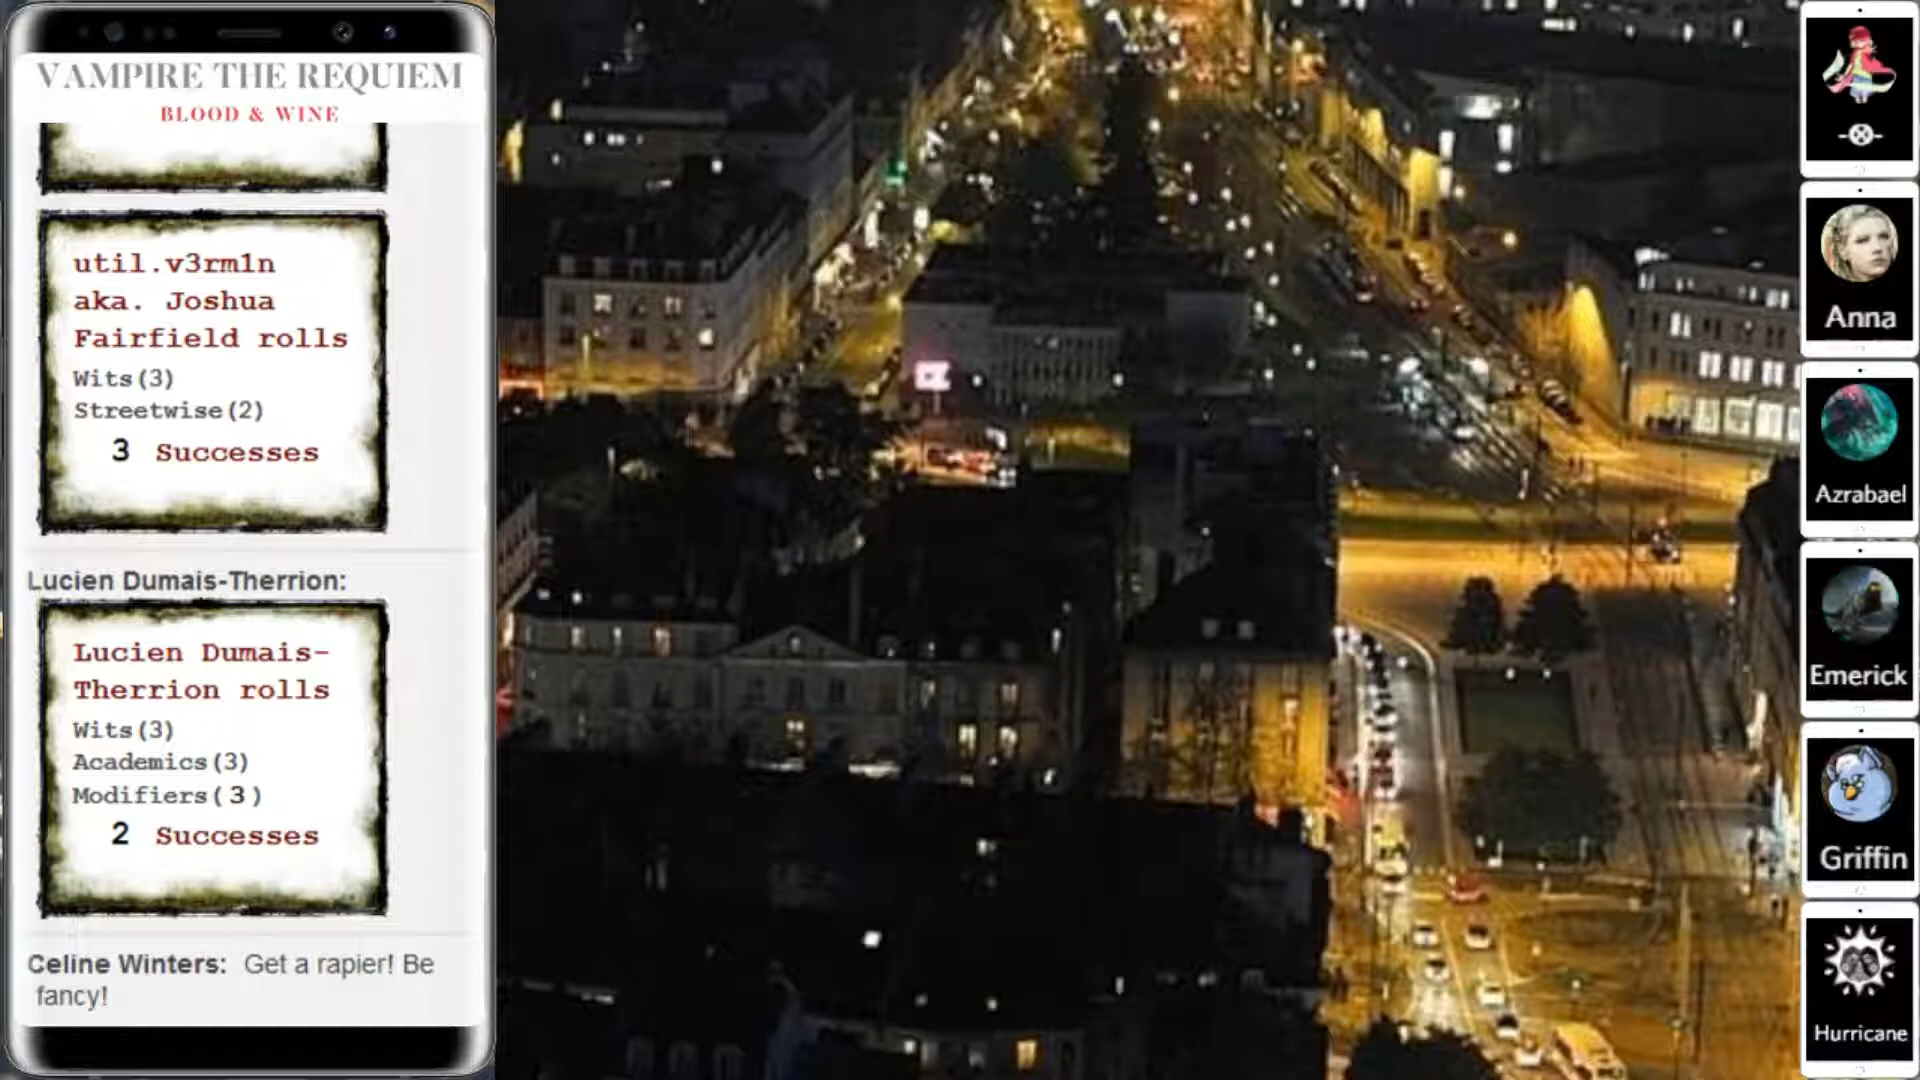 VAMPIRE THE REQUIEM
BLOOD & WINE
util.v3rm1n
aka. Joshua
Fairfield rolls
Wits(3)
Streetwise(2)
3 Successes
Lucien Dumais-Therrion:
Lucien Dumais-
Therrion rolls
Wits(3)
Academics(3)
Modifiers(3)
2 Successes
Celine Winters: Get a rapier! Be
fancy!
Anna
Azrabael
Emerick
Griffin
Hurricane